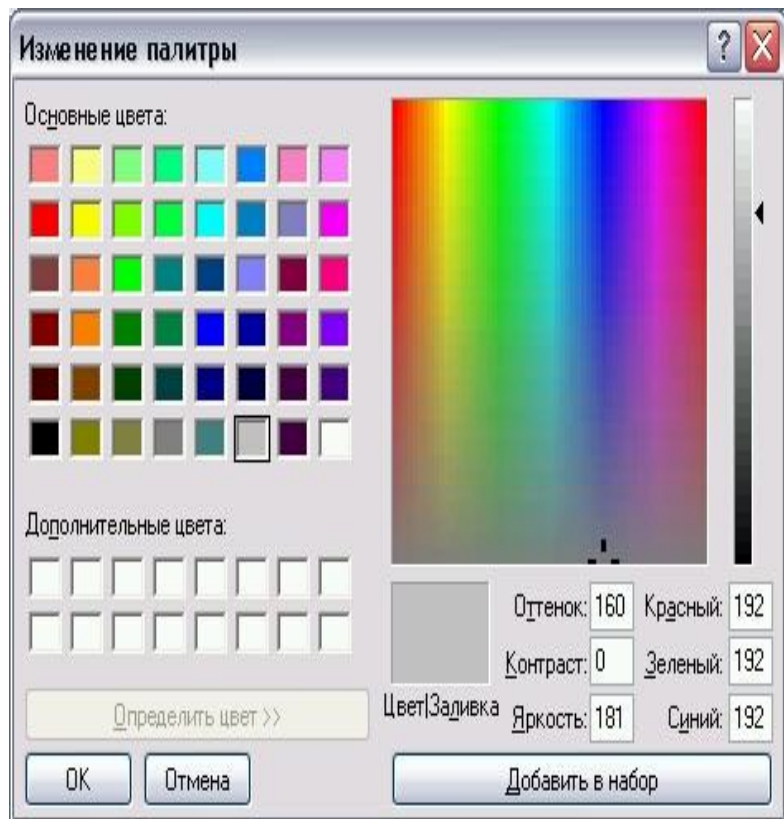 Изменение палитры
?
Основные цвета:
Дополнительные цвета:
Определить цвет >>
OK
Отмена
Цвет|Заливка
Оттенок: 160
Контраст: 0
Яркость: 181
Красный: 192
Зеленый: 192
Синий: 192
Добавить в набор